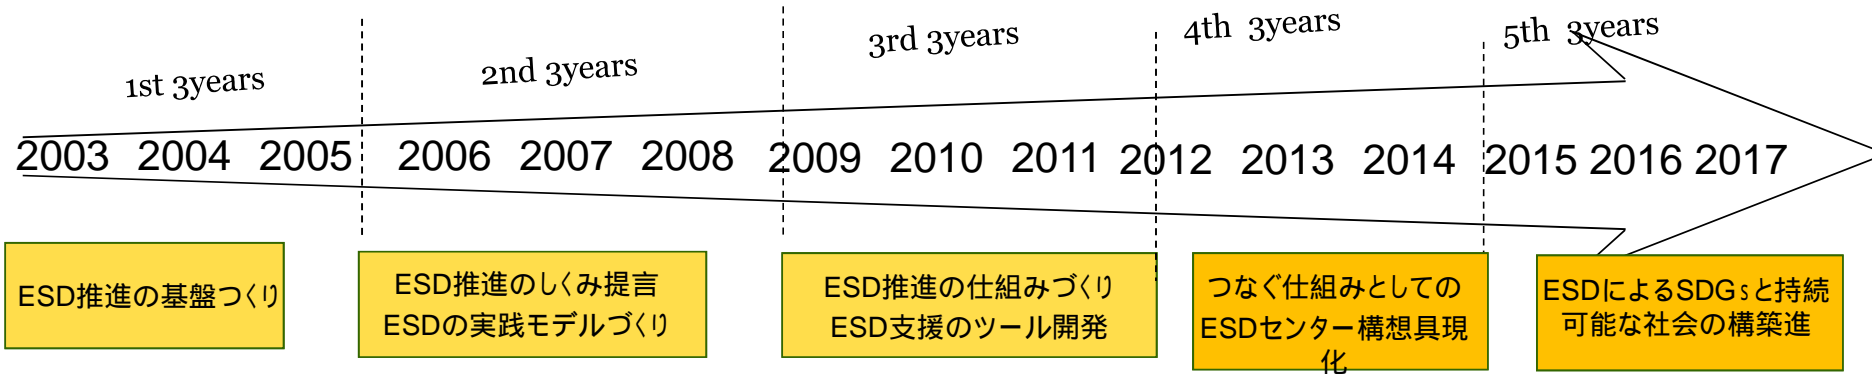 1st 3years
2nd 3years
3rd 3years
4th 3years
5th 3years
2003 2004 2005 2006 2007 2008 2009 2010 2011 2012 2013 2014 2015 2016 2017
ESD推進の基盤つくり
ESD推進のしくみ提言
ESDの実践モデルづくり
ESD推進の仕組みづくり
ESD支援のツール開発
つなぐ仕組みとしての
ESDセンター構想具現
化
ESDによるSDGsと持続
可能な社会の構築進